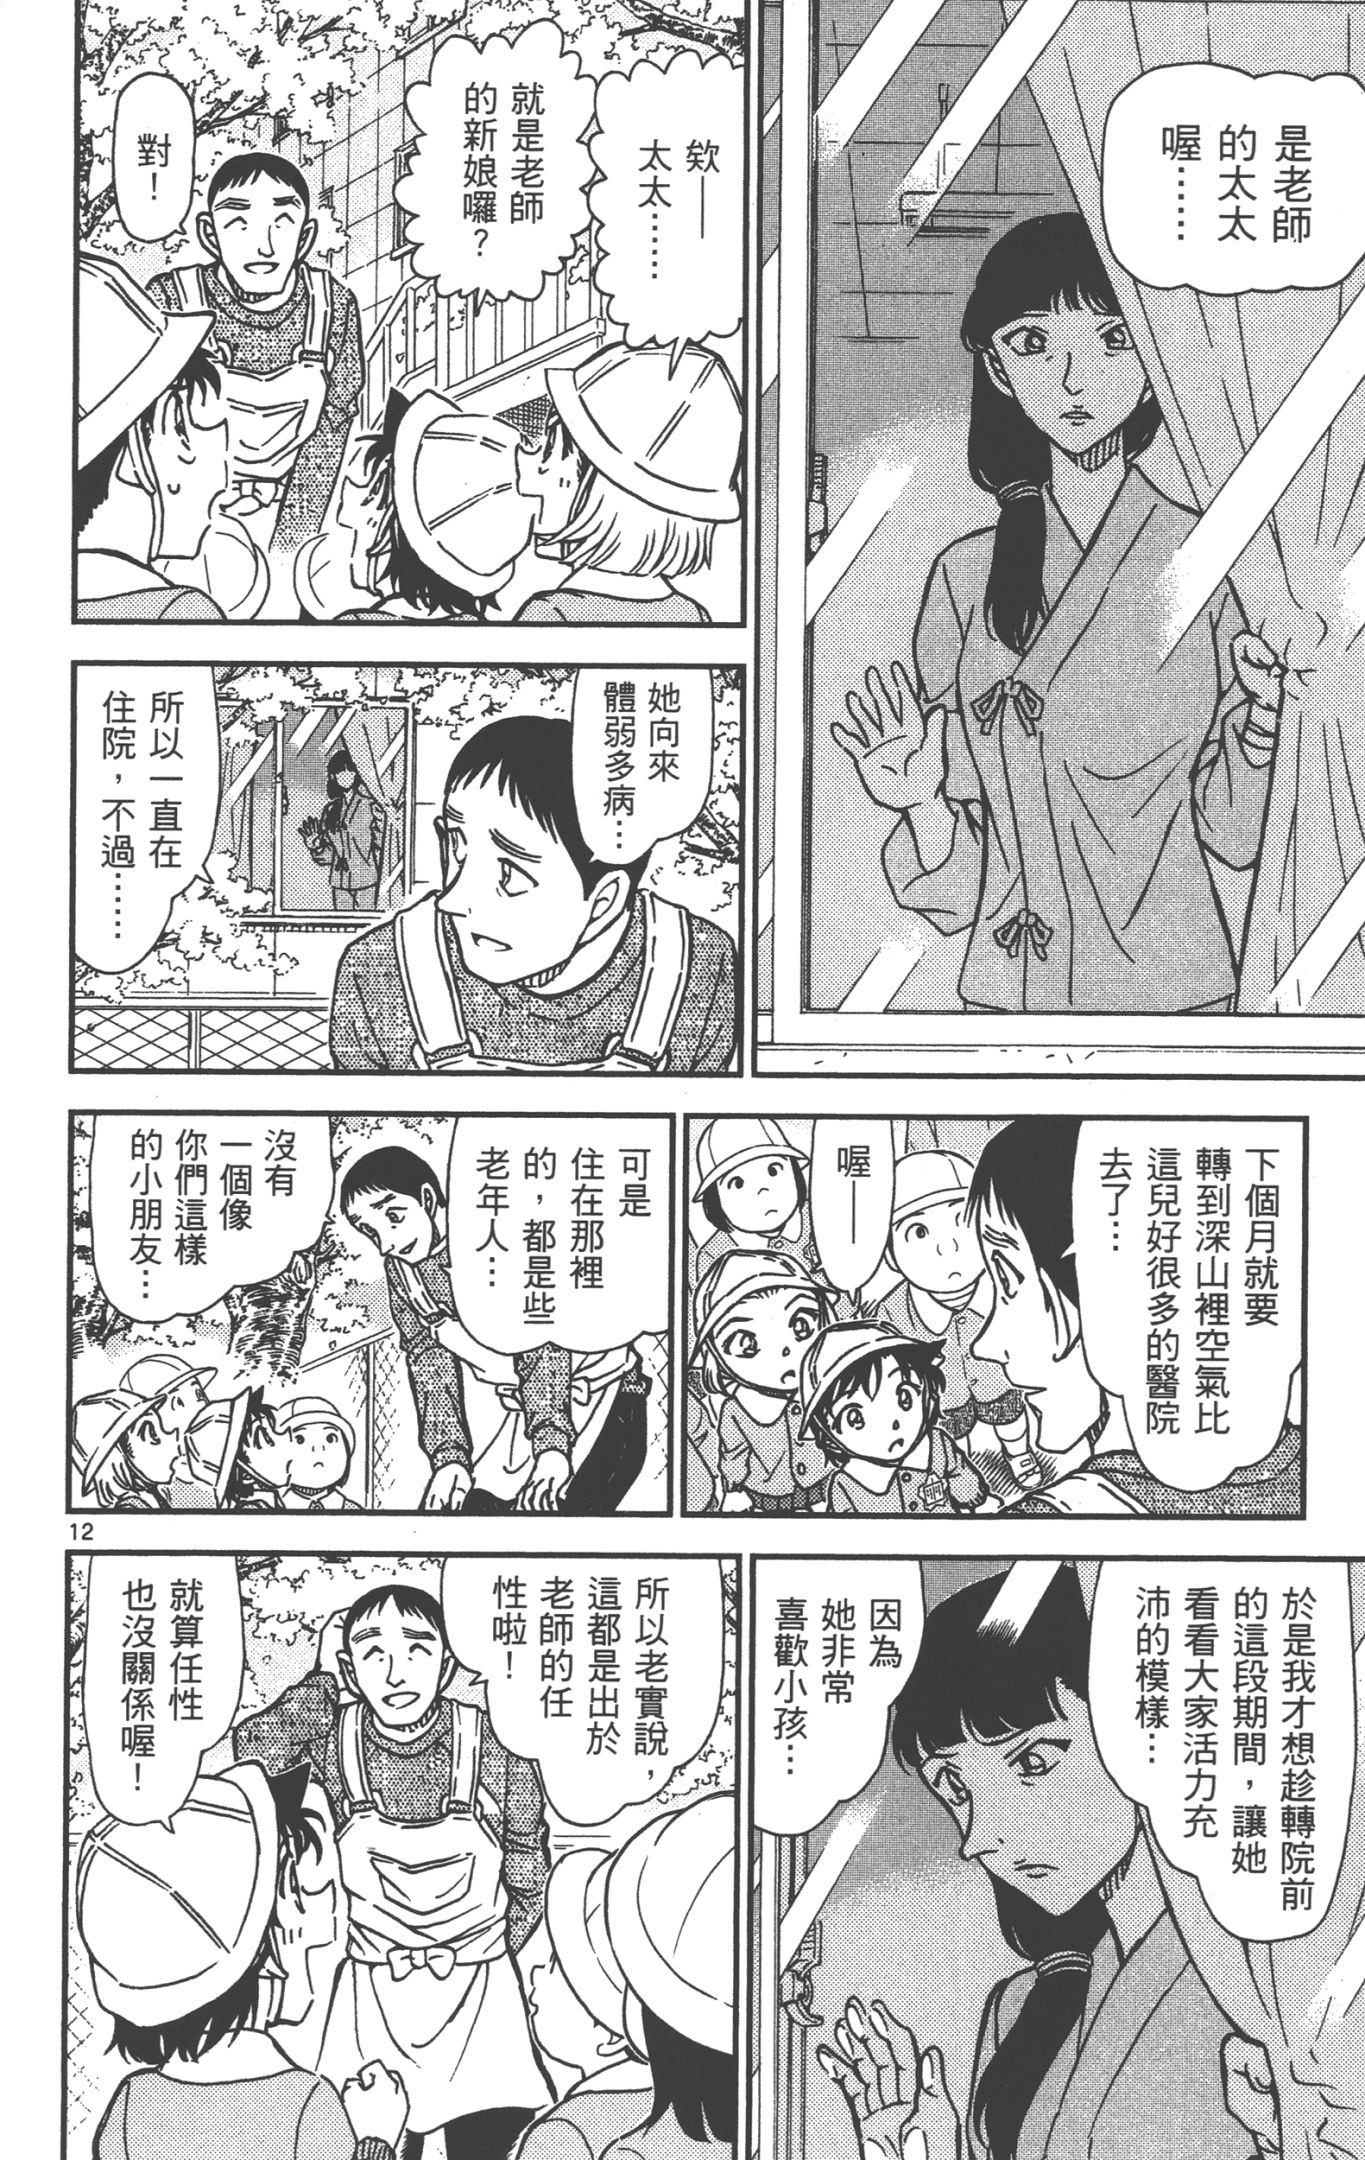 是老師
的太太
喔……
欸——
太太……
就是老師
的新娘囉？
對！
她向來
體弱多病…
所以一直在
住院，不過……
下個月就要
轉到深山裡空氣比
這兒好很多的醫院
去了…
喔——
可是
住在那裡
的，都是些
老年人…
沒有
一個像
你們這樣
的小朋友…
12
於是我才想趁轉院前
的這段期間，讓她
看看大家活力充
沛的模樣…
因為
她非常
喜歡小孩…
所以老實說，
這都是出於
老師的任
性啦！
就算任性
也沒關係喔！